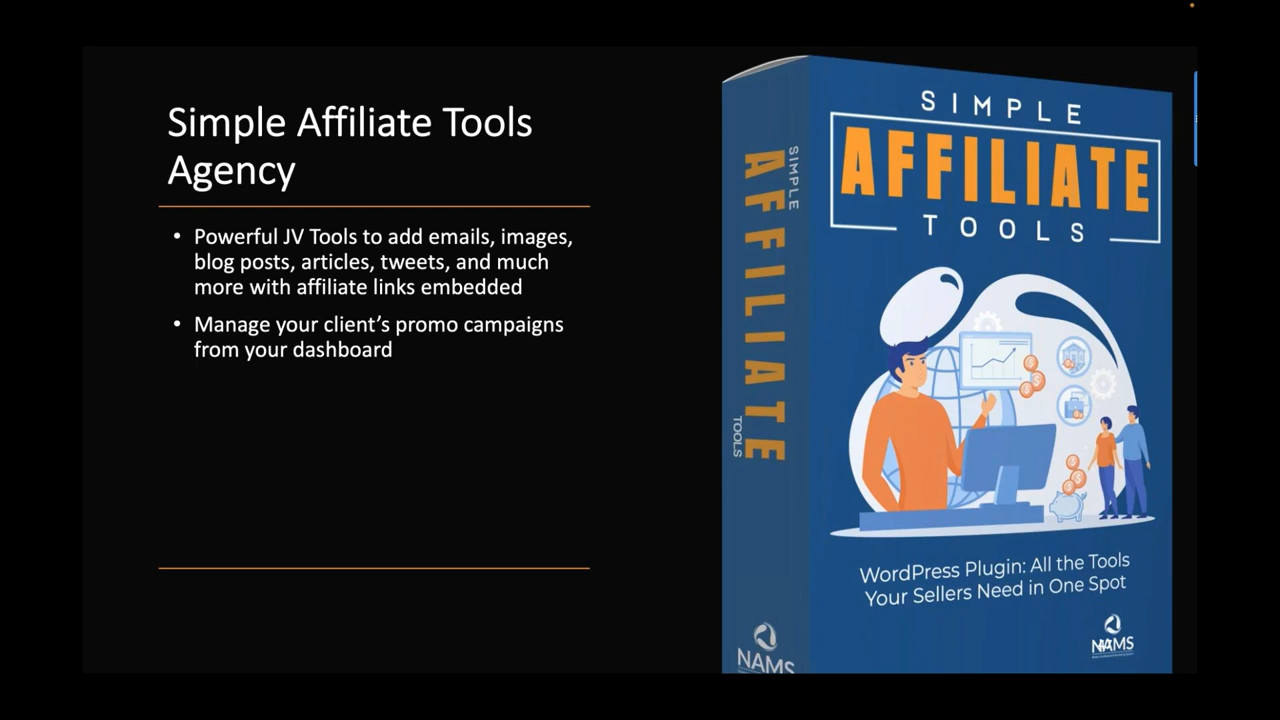 Simple Affiliate Tools
Agency
• Powerful JV Tools to add emails, images,
blog posts, articles, tweets, and much
more with affiliate links embedded
• Manage your client's promo campaigns
from your dashboard
SIMPLE
AFFILIATE
TOOLS
NAMS
SIMPLE
AFFILIATE
TOOLS
WordPress Plugin: All the Tools
Your Sellers Need in One Spot
NAMS